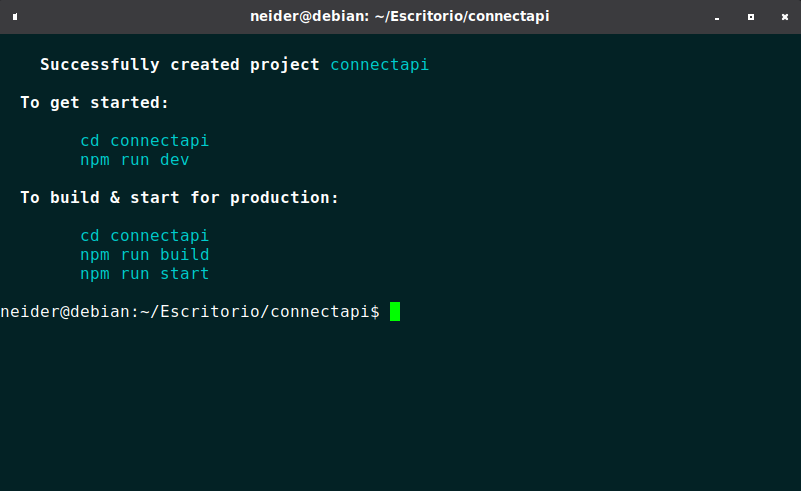 neider@debian: ~/Escritorio/connectapi
Successfully created project connectapi
To get started:
cd connectapi
npm run dev
To build & start for production:
cd connectapi
npm run build
npm run start
neider@debian:~/Escritorio/connectapi$